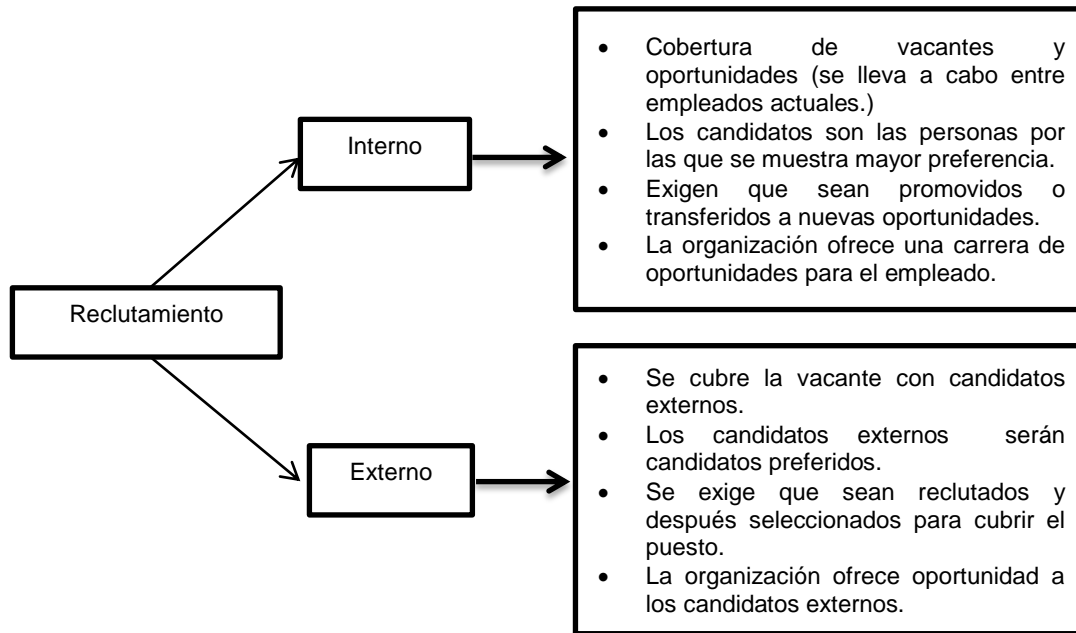 Reclutamiento
Interno
• Cobertura de vacantes y
oportunidades (se lleva a cabo entre
empleados actuales.)
• Los candidatos son las personas por
las que se muestra mayor preferencia.
• Exigen que sean promovidos o
transferidos a nuevas oportunidades.
• La organización ofrece una carrera de
oportunidades para el empleado.
Externo
• Se cubre la vacante con candidatos
externos.
• Los candidatos externos serán
candidatos preferidos.
• Se exige que sean reclutados y
después seleccionados para cubrir el
puesto.
• La organización ofrece oportunidad a
los candidatos externos.